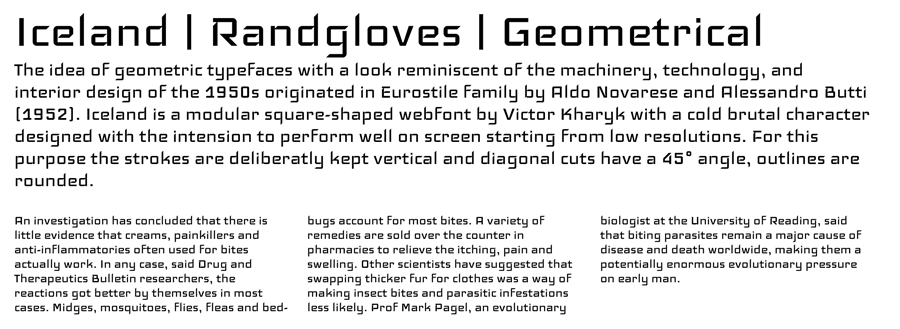 Iceland | Randgloves | Geometrical
The idea of geometric typefaces with a look reminiscent of the machinery, technology, and
interior design of the 1950s originated in Eurostile Family by Aldo Novarese and Alessandro Butti
(1952). Iceland is a modular square-shaped webfont by Victor Kharyk with a cold brutal character
designed with the intension to perform well on screen starting from low resolutions. For this
purpose the strokes are deliberatly kept vertical and diagonal cuts have a 45° angle, outlines are
rounded.
An investigation has concluded that there is
little evidence that creams, painkillers and
anti-inflammatories often used for bites
actually work. In any case, said Drug and
Therapeutics Bulletin researchers, the
reactions got better by themselves in most
cases. Midges, mosquitoes, flies, fleas and bed-
bugs account for most bites. A variety of
remedies are sold over the counter in
pharmacies to relieve the itching, pain and
swelling. Other scientists have suggested that
swapping thicker fur for clothes was a way of
making insect bites and parasitic infestations
less likely. Prof Mark Pagel, an evolutionary
biologist at the University of Reading, said
that biting parasites remain a major cause of
disease and death worldwide, making them a
potentially enormous evolutionary pressure
on early man.